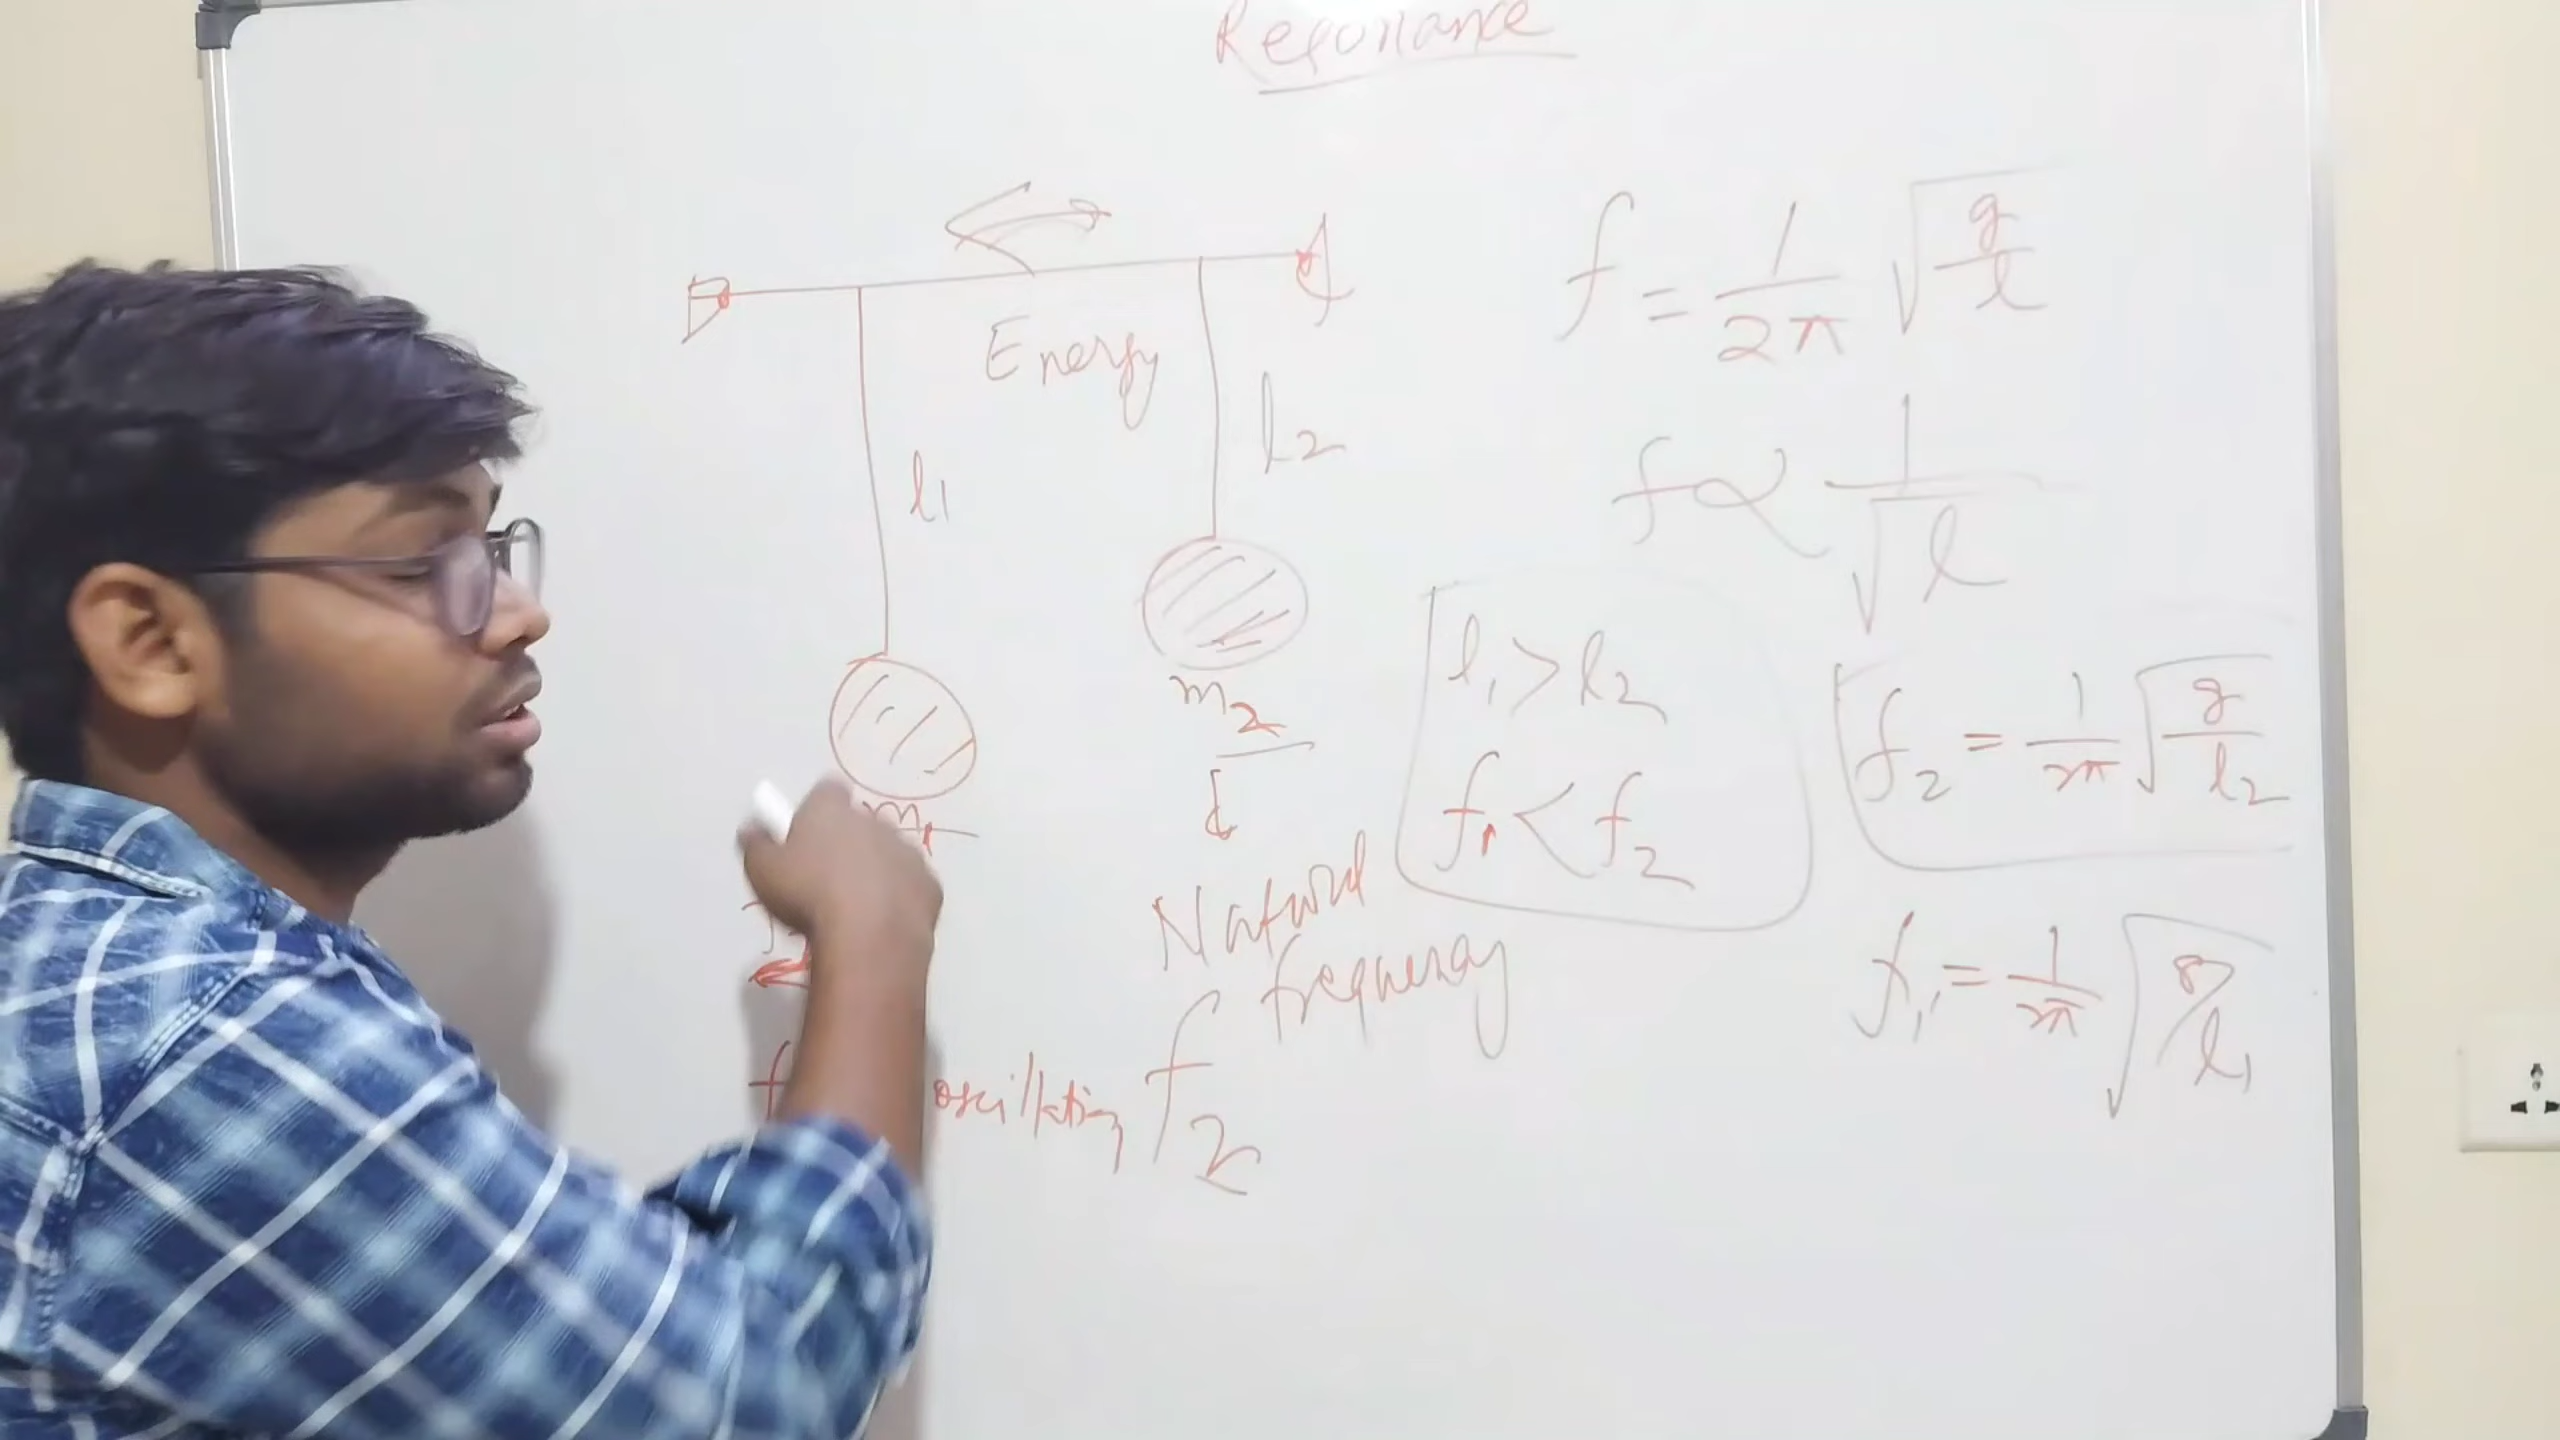 Resonance
f = 1/2π √g/l
Energy
f ∝ 1/√l
l1
l2
l1 > l2
f1 < f2
m2
m1
f2 = 1/2π √g/l2
Natural
frequency
f1 = 1/2π √g/l1
f
oscillating f2